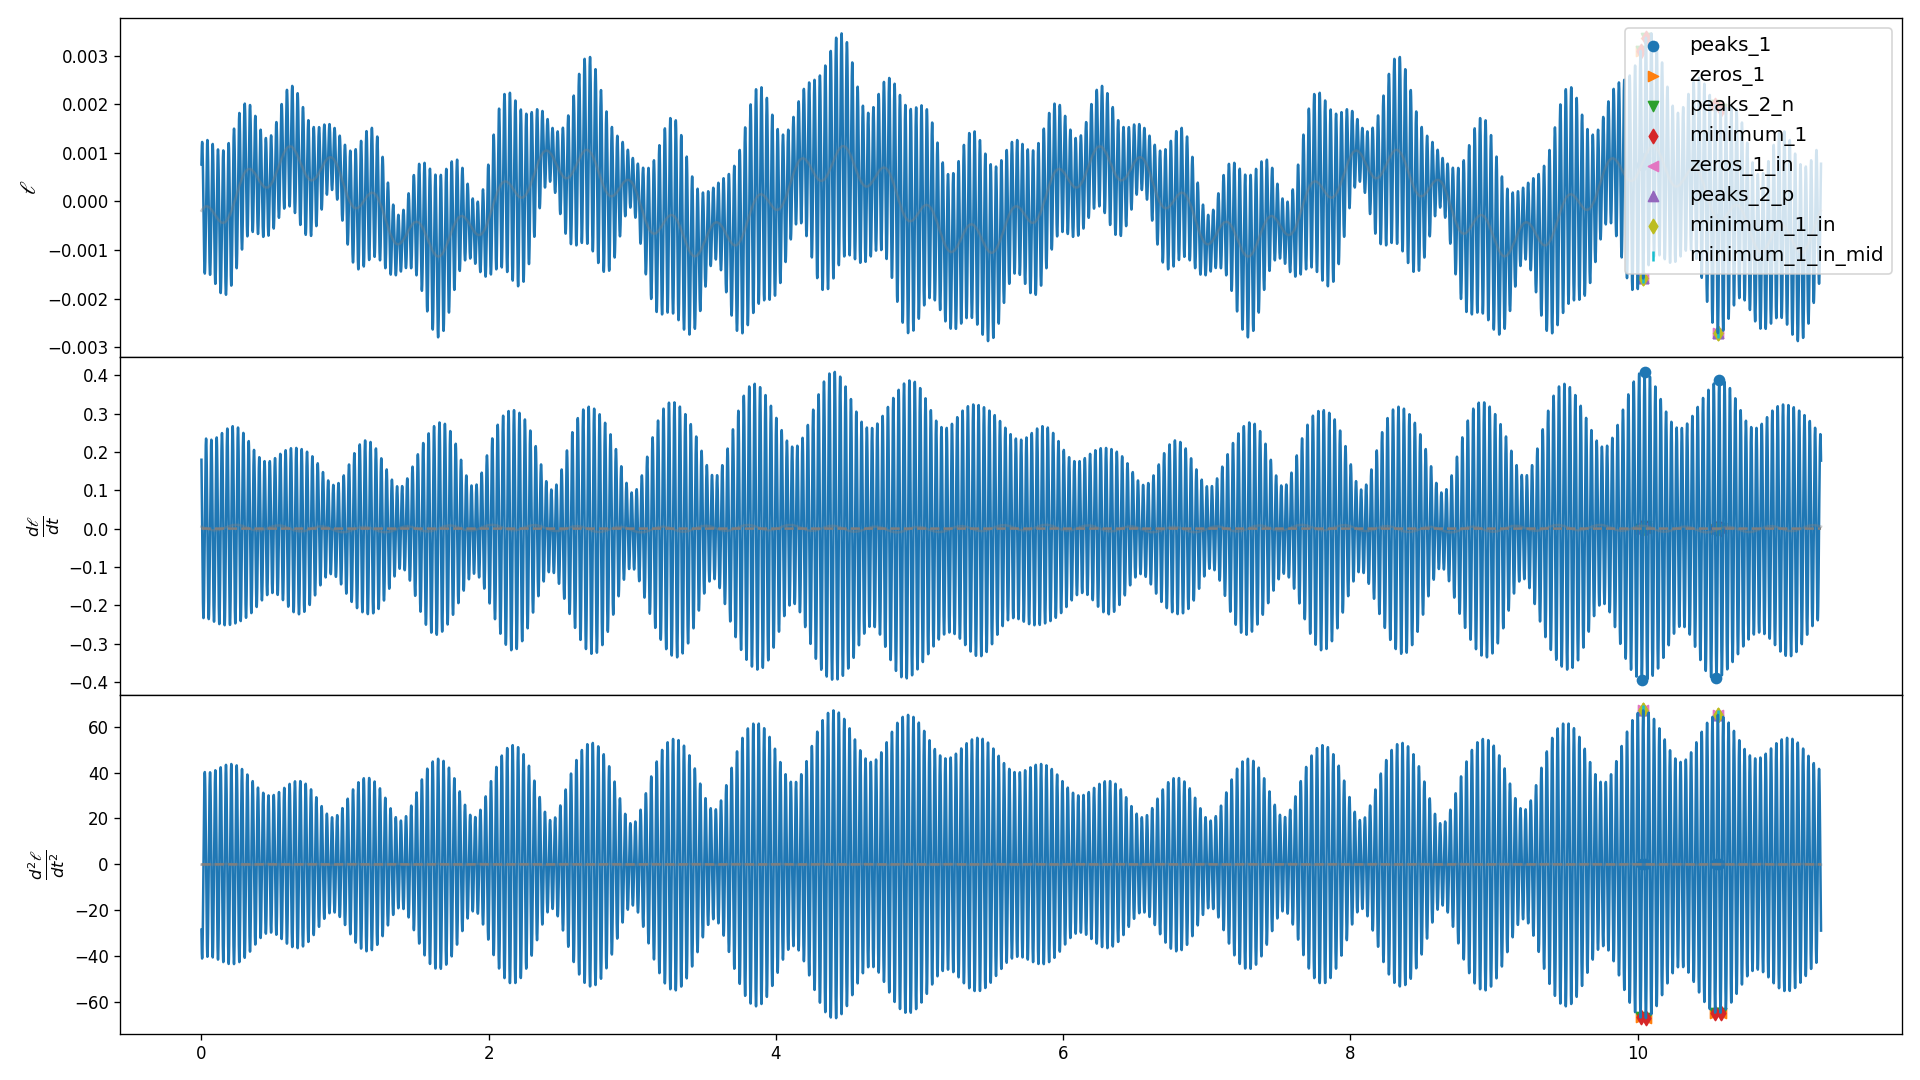 0.003
0.002
0.001
0.000
−0.001
−0.002
−0.003
ℓ
peaks_1
zeros_1
peaks_2_n
minimum_1
zeros_1_in
peaks_2_p
minimum_1_in
minimum_1_in_mid
0.4
0.3
0.2
0.1
0.0
−0.1
−0.2
−0.3
−0.4
dℓ
dt
60
40
20
0
−20
−40
−60
d²ℓ
dt²
0 2 4 6 8 10